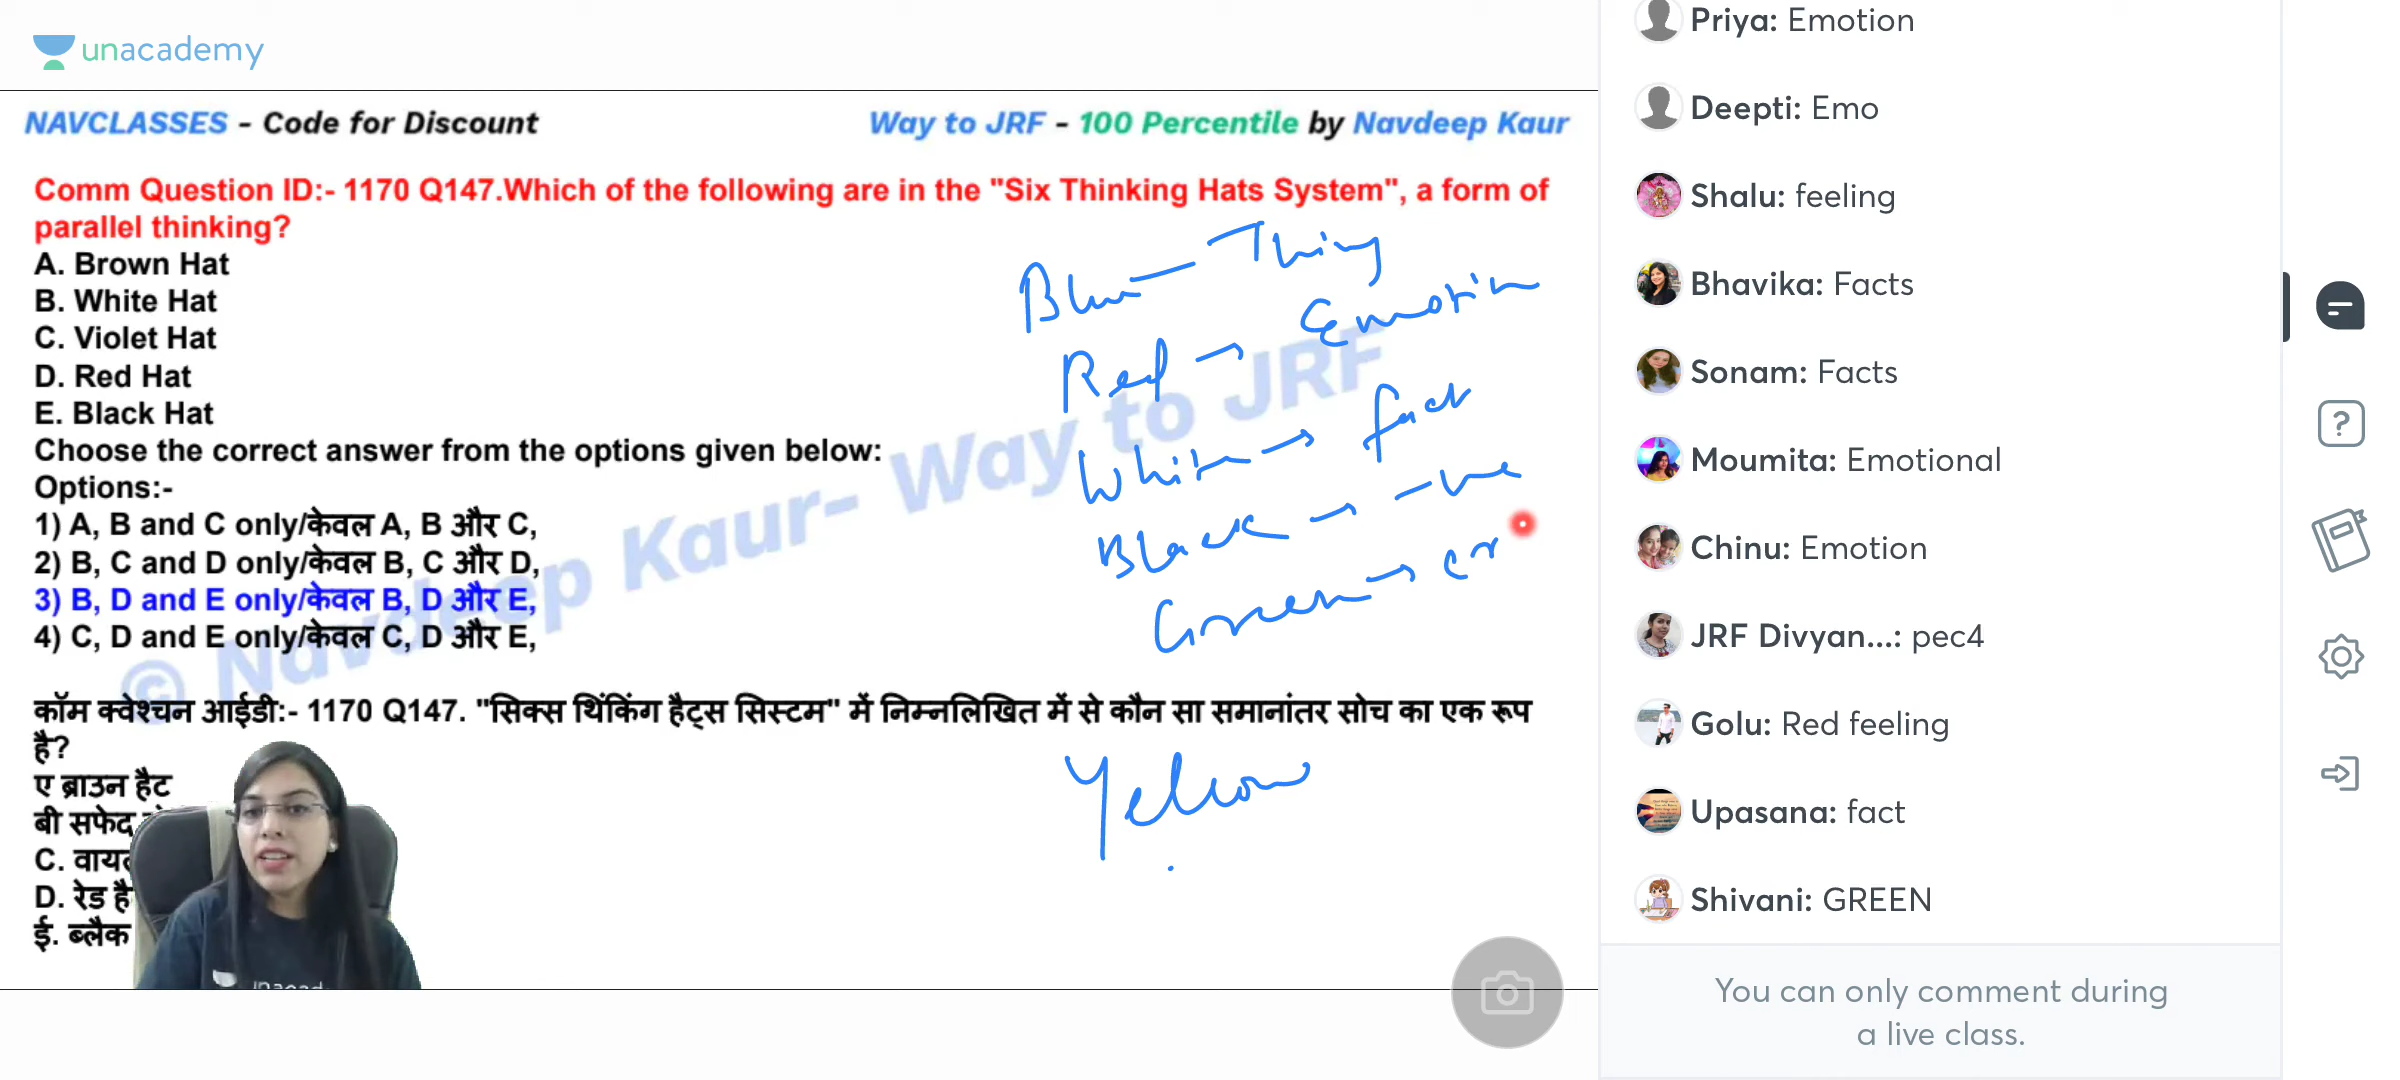 unacademy
NAVCLASSES - Code for Discount
Way to JRF - 100 Percentile by Navdeep Kaur
Comm Question ID:- 1170 Q147.Which of the following are in the "Six Thinking Hats System", a form of
parallel thinking?
A. Brown Hat
B. White Hat
C. Violet Hat
D. Red Hat
E. Black Hat
Choose the correct answer from the options given below:
Options:-
1) A, B and C only/केवल A, B और C,
2) B, C and D only/केवल B, C और D,
3) B, D and E only/केवल B, D और E,
4) C, D and E only/केवल C, D और E,
© Navdeep Kaur- Way to JRF
Red → Emotion
White → fact
Black → -ve
Green → cr
कॉम क्वेश्चन आईडी:- 1170 Q147. "सिक्स थिंकिंग हैट्स सिस्टम" में निम्नलिखित में से कौन सा समानांतर सोच का एक रूप
है?
ए ब्राउन हैट
बी सफेद
C.
D. रेड
ई. ब्लैक
Yellow
Priya: Emotion
Deepti: Emo
Shalu: feeling
Bhavika: Facts
Sonam: Facts
Moumita: Emotional
Chinu: Emotion
JRF Divyan...: pec4
Golu: Red feeling
Upasana: fact
Shivani: GREEN
You can only comment during
a live class.